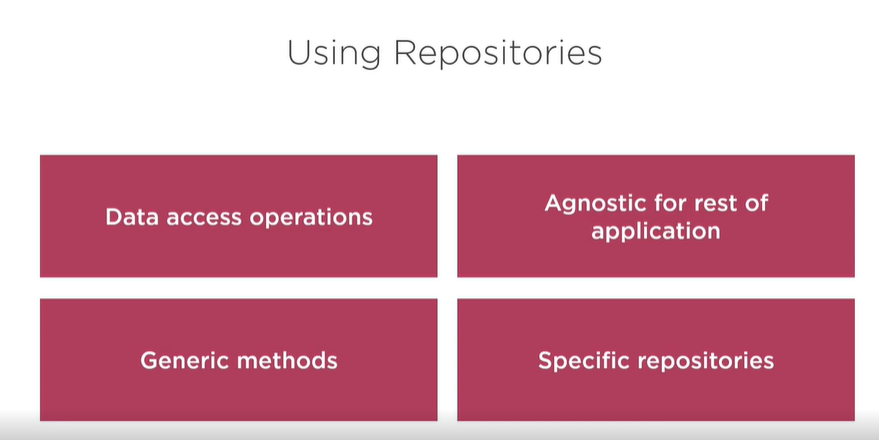 Using Repositories
Data access operations
Agnostic for rest of
application
Generic methods
Specific repositories